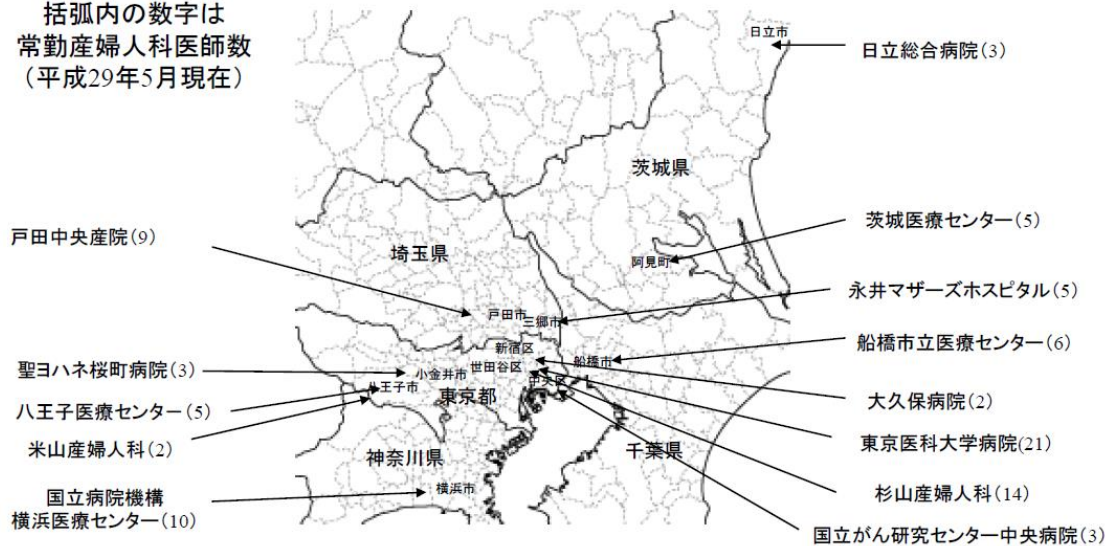 括弧内の数字は
常勤産婦人科医師数
（平成29年5月現在）
日立市
日立総合病院（3）
茨城県
茨城医療センター（5）
阿見町
戸田中央産院（9）
埼玉県
永井マザーズホスピタル（5）
戸田市
三郷市
船橋市立医療センター（6）
新宿区
船橋市
聖ヨハネ桜町病院（3）
小金井市
世田谷区
中央区
八王子市
東京都
大久保病院（2）
八王子医療センター（5）
東京医科大学病院（21）
米山産婦人科（2）
神奈川県
千葉県
杉山産婦人科（14）
国立病院機構
横浜医療センター（10）
横浜市
国立がん研究センター中央病院（3）